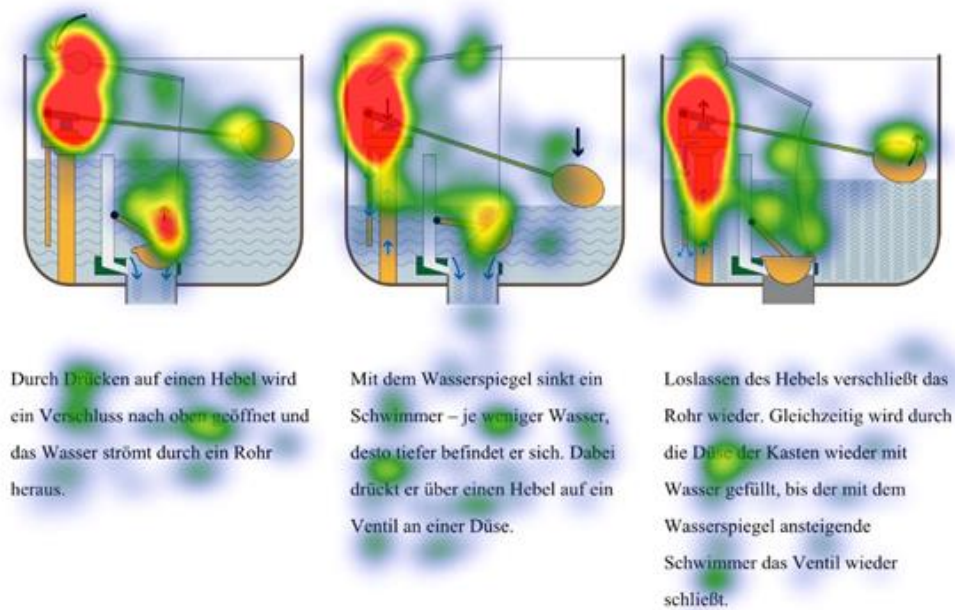 Durch Drücken auf einen Hebel wird
ein Verschluss nach oben geöffnet und
das Wasser strömt durch ein Rohr
heraus.
Mit dem Wasserspiegel sinkt ein
Schwimmer – je weniger Wasser,
desto tiefer befindet er sich. Dabei
drückt er über einen Hebel auf ein
Ventil an einer Düse.
Loslassen des Hebels verschließt das
Rohr wieder. Gleichzeitig wird durch
die Düse der Kasten wieder mit
Wasser gefüllt, bis der mit dem
Wasserspiegel ansteigende
Schwimmer das Ventil wieder
schließt.